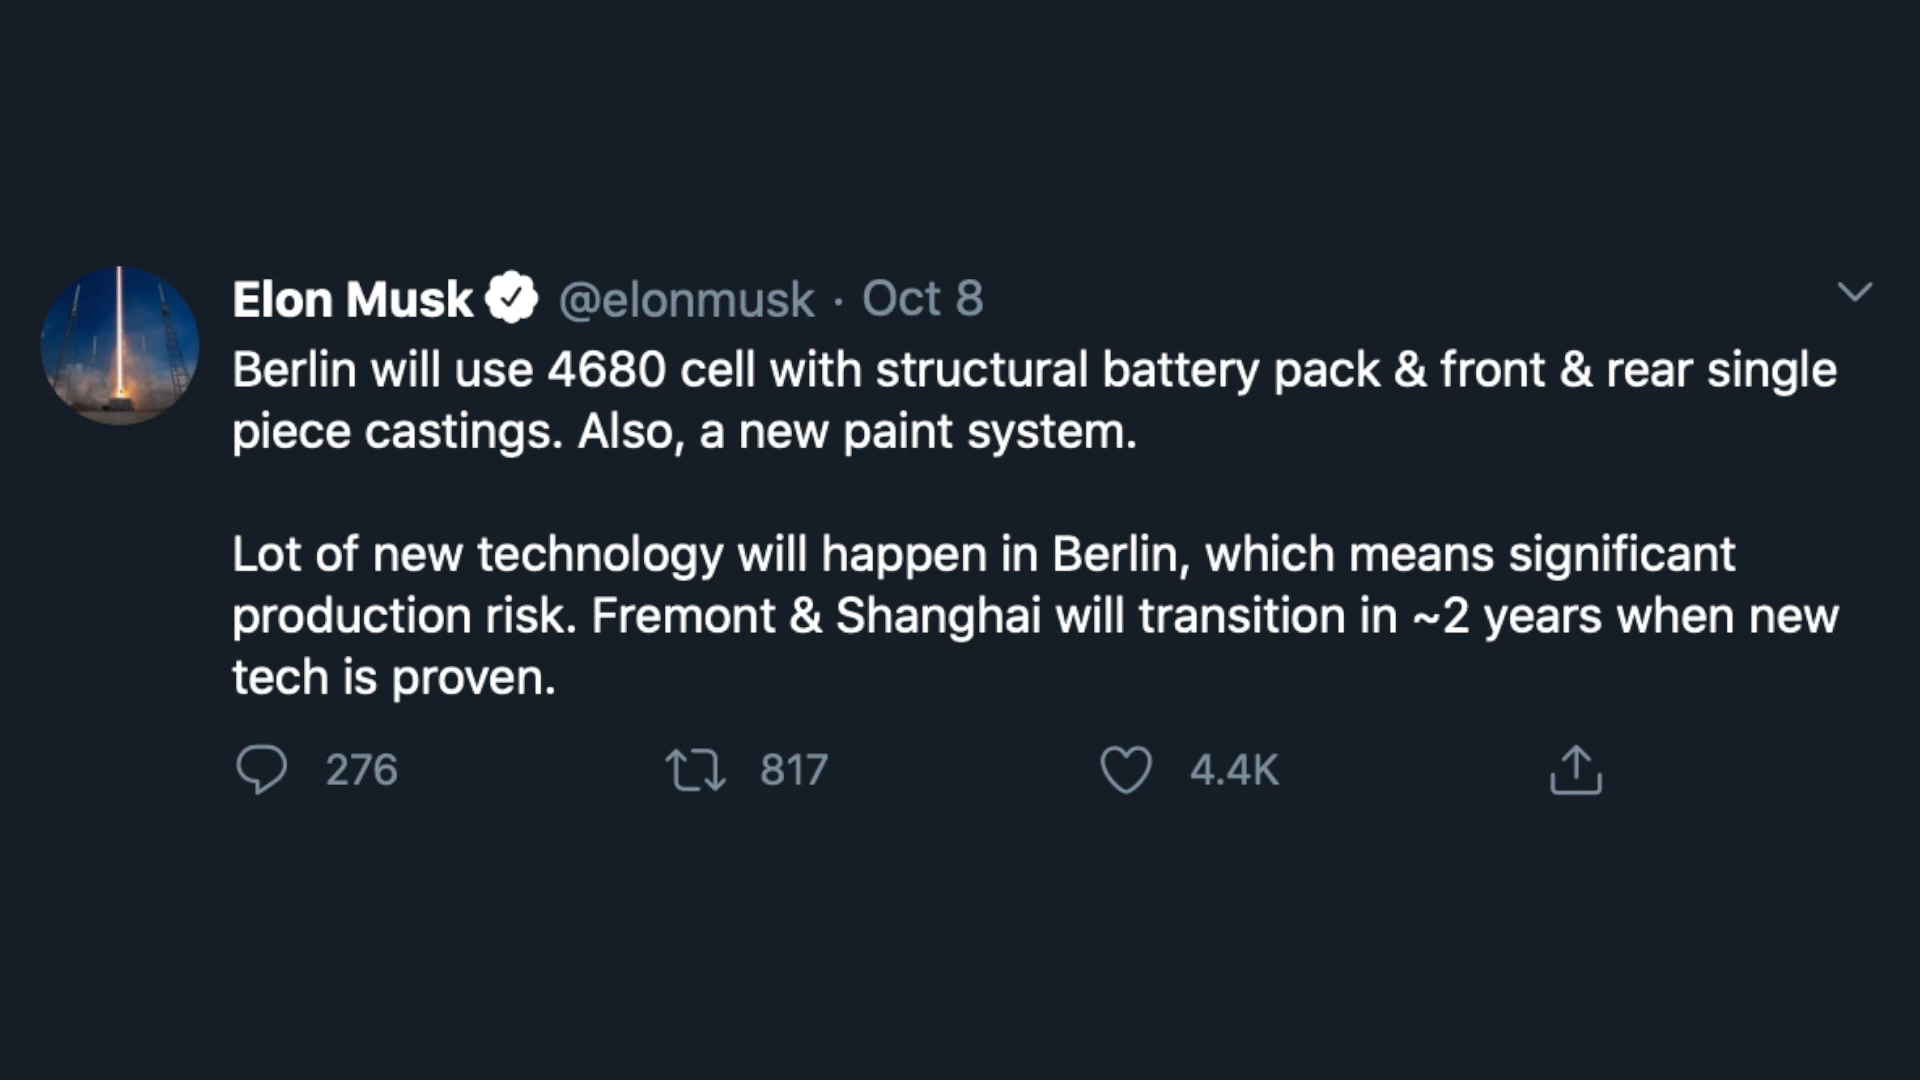 Elon Musk @elonmusk · Oct 8
Berlin will use 4680 cell with structural battery pack & front & rear single
piece castings. Also, a new paint system.
Lot of new technology will happen in Berlin, which means significant
production risk. Fremont & Shanghai will transition in ~2 years when new
tech is proven.
276 817 4.4K